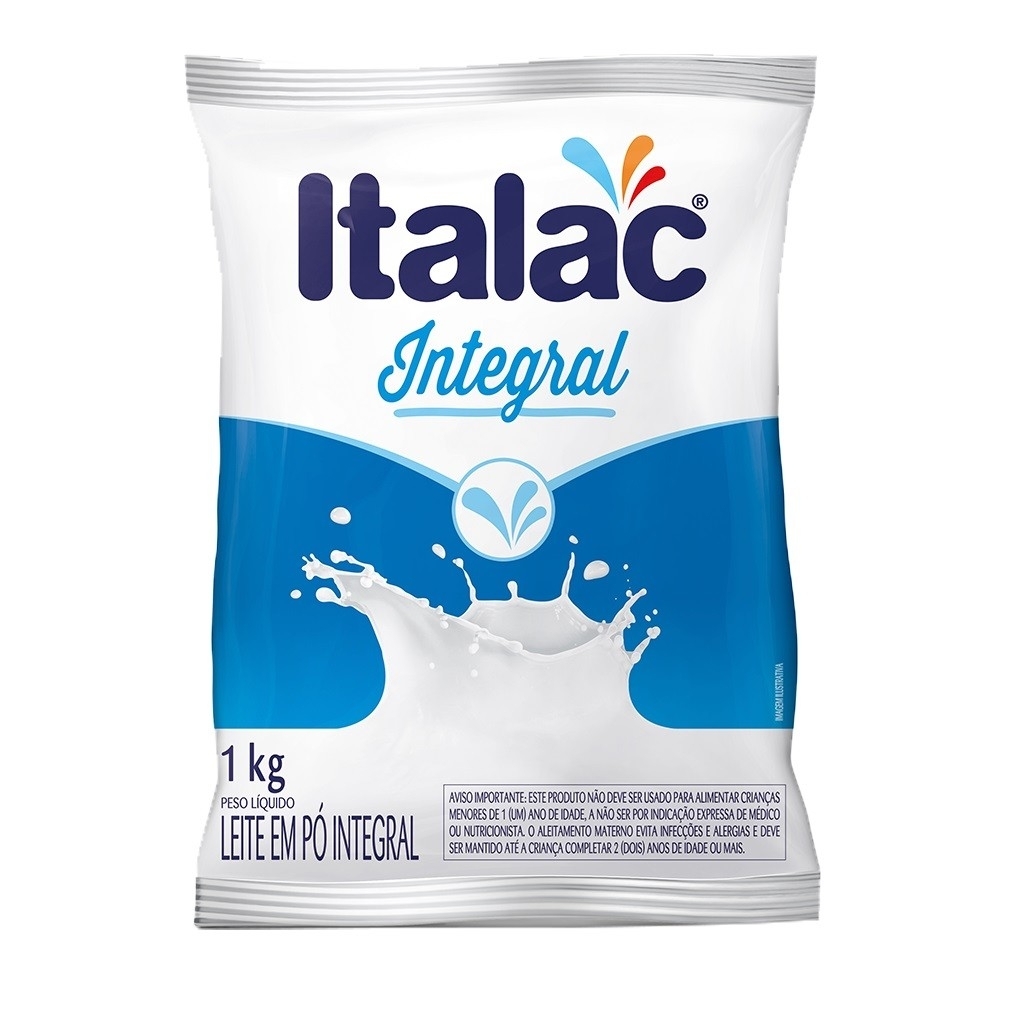 Italac®
Integral
IMAGEM ILUSTRATIVA
1 kg
PESO LÍQUIDO
LEITE EM PÓ INTEGRAL
AVISO IMPORTANTE: ESTE PRODUTO NÃO DEVE SER USADO PARA ALIMENTAR CRIANÇAS
MENORES DE 1 (UM) ANO DE IDADE, A NÃO SER POR INDICAÇÃO EXPRESSA DE MÉDICO
OU NUTRICIONISTA. O ALEITAMENTO MATERNO EVITA INFECÇÕES E ALERGIAS E DEVE
SER MANTIDO ATÉ A CRIANÇA COMPLETAR 2 (DOIS) ANOS DE IDADE OU MAIS.